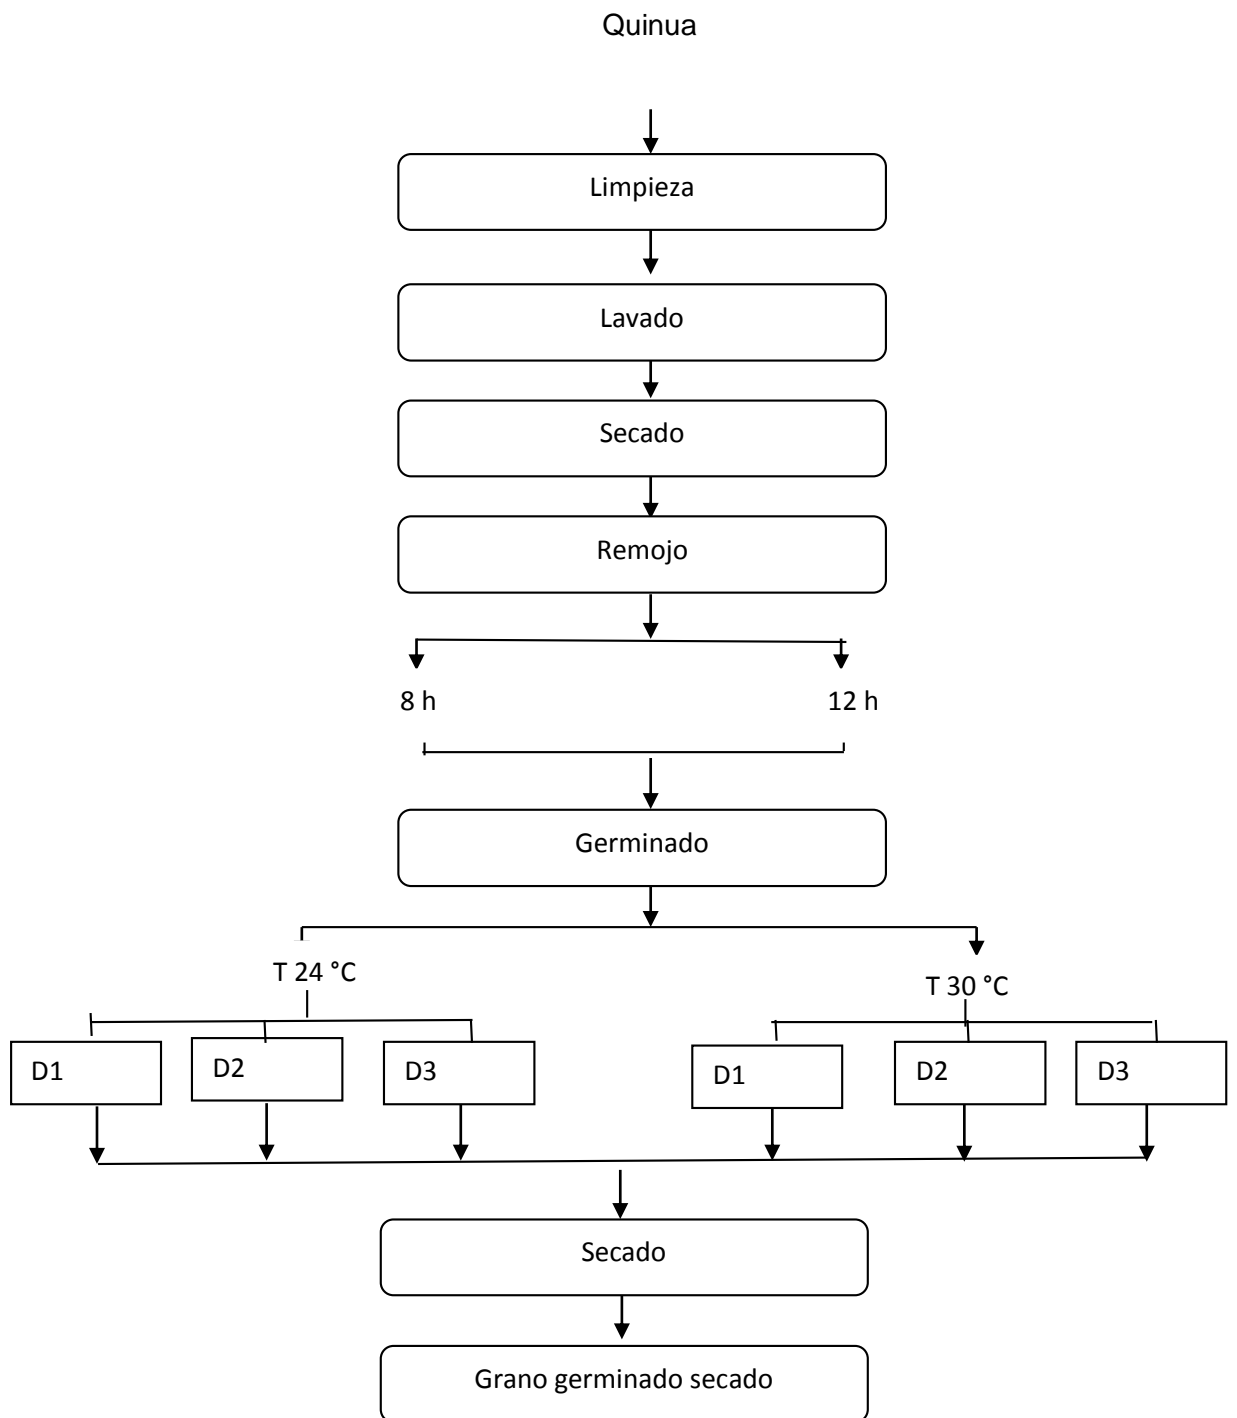 Quinua
Limpieza
Lavado
Secado
Remojo
8 h
12 h
Germinado
T 24 °C
T 30 °C
D1
D2
D3
D1
D2
D3
Secado
Grano germinado secado